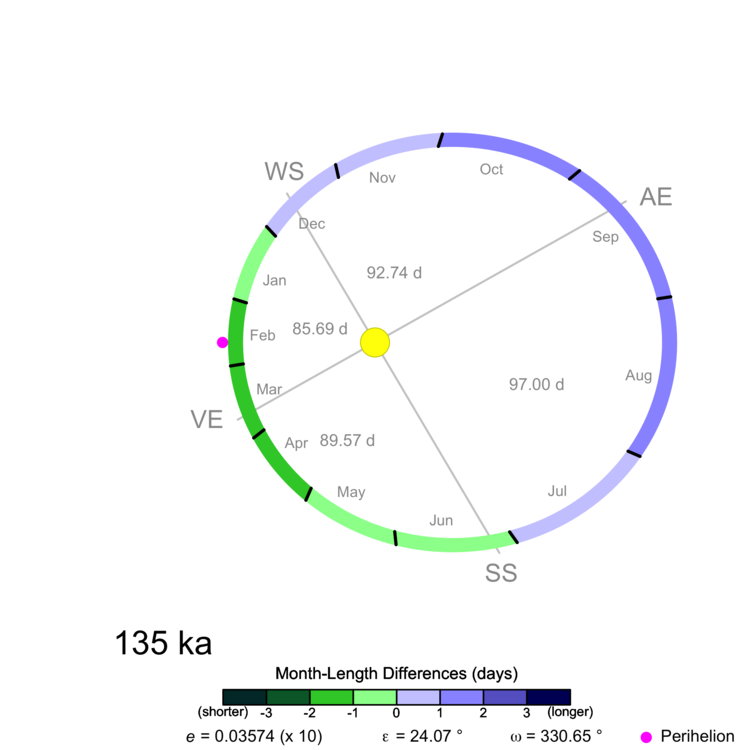 WS
Nov
Oct
AE
Dec
Sep
92.74 d
Jan
Feb
85.69 d
Aug
97.00 d
Mar
VE
Apr
89.57 d
May
Jul
Jun
SS
135 ka
Month-Length Differences (days)
(shorter) -3 -2 -1 0 1 2 3 (longer)
e = 0.03574 (x 10) ε = 24.07 ° ω = 330.65 ° Perihelion